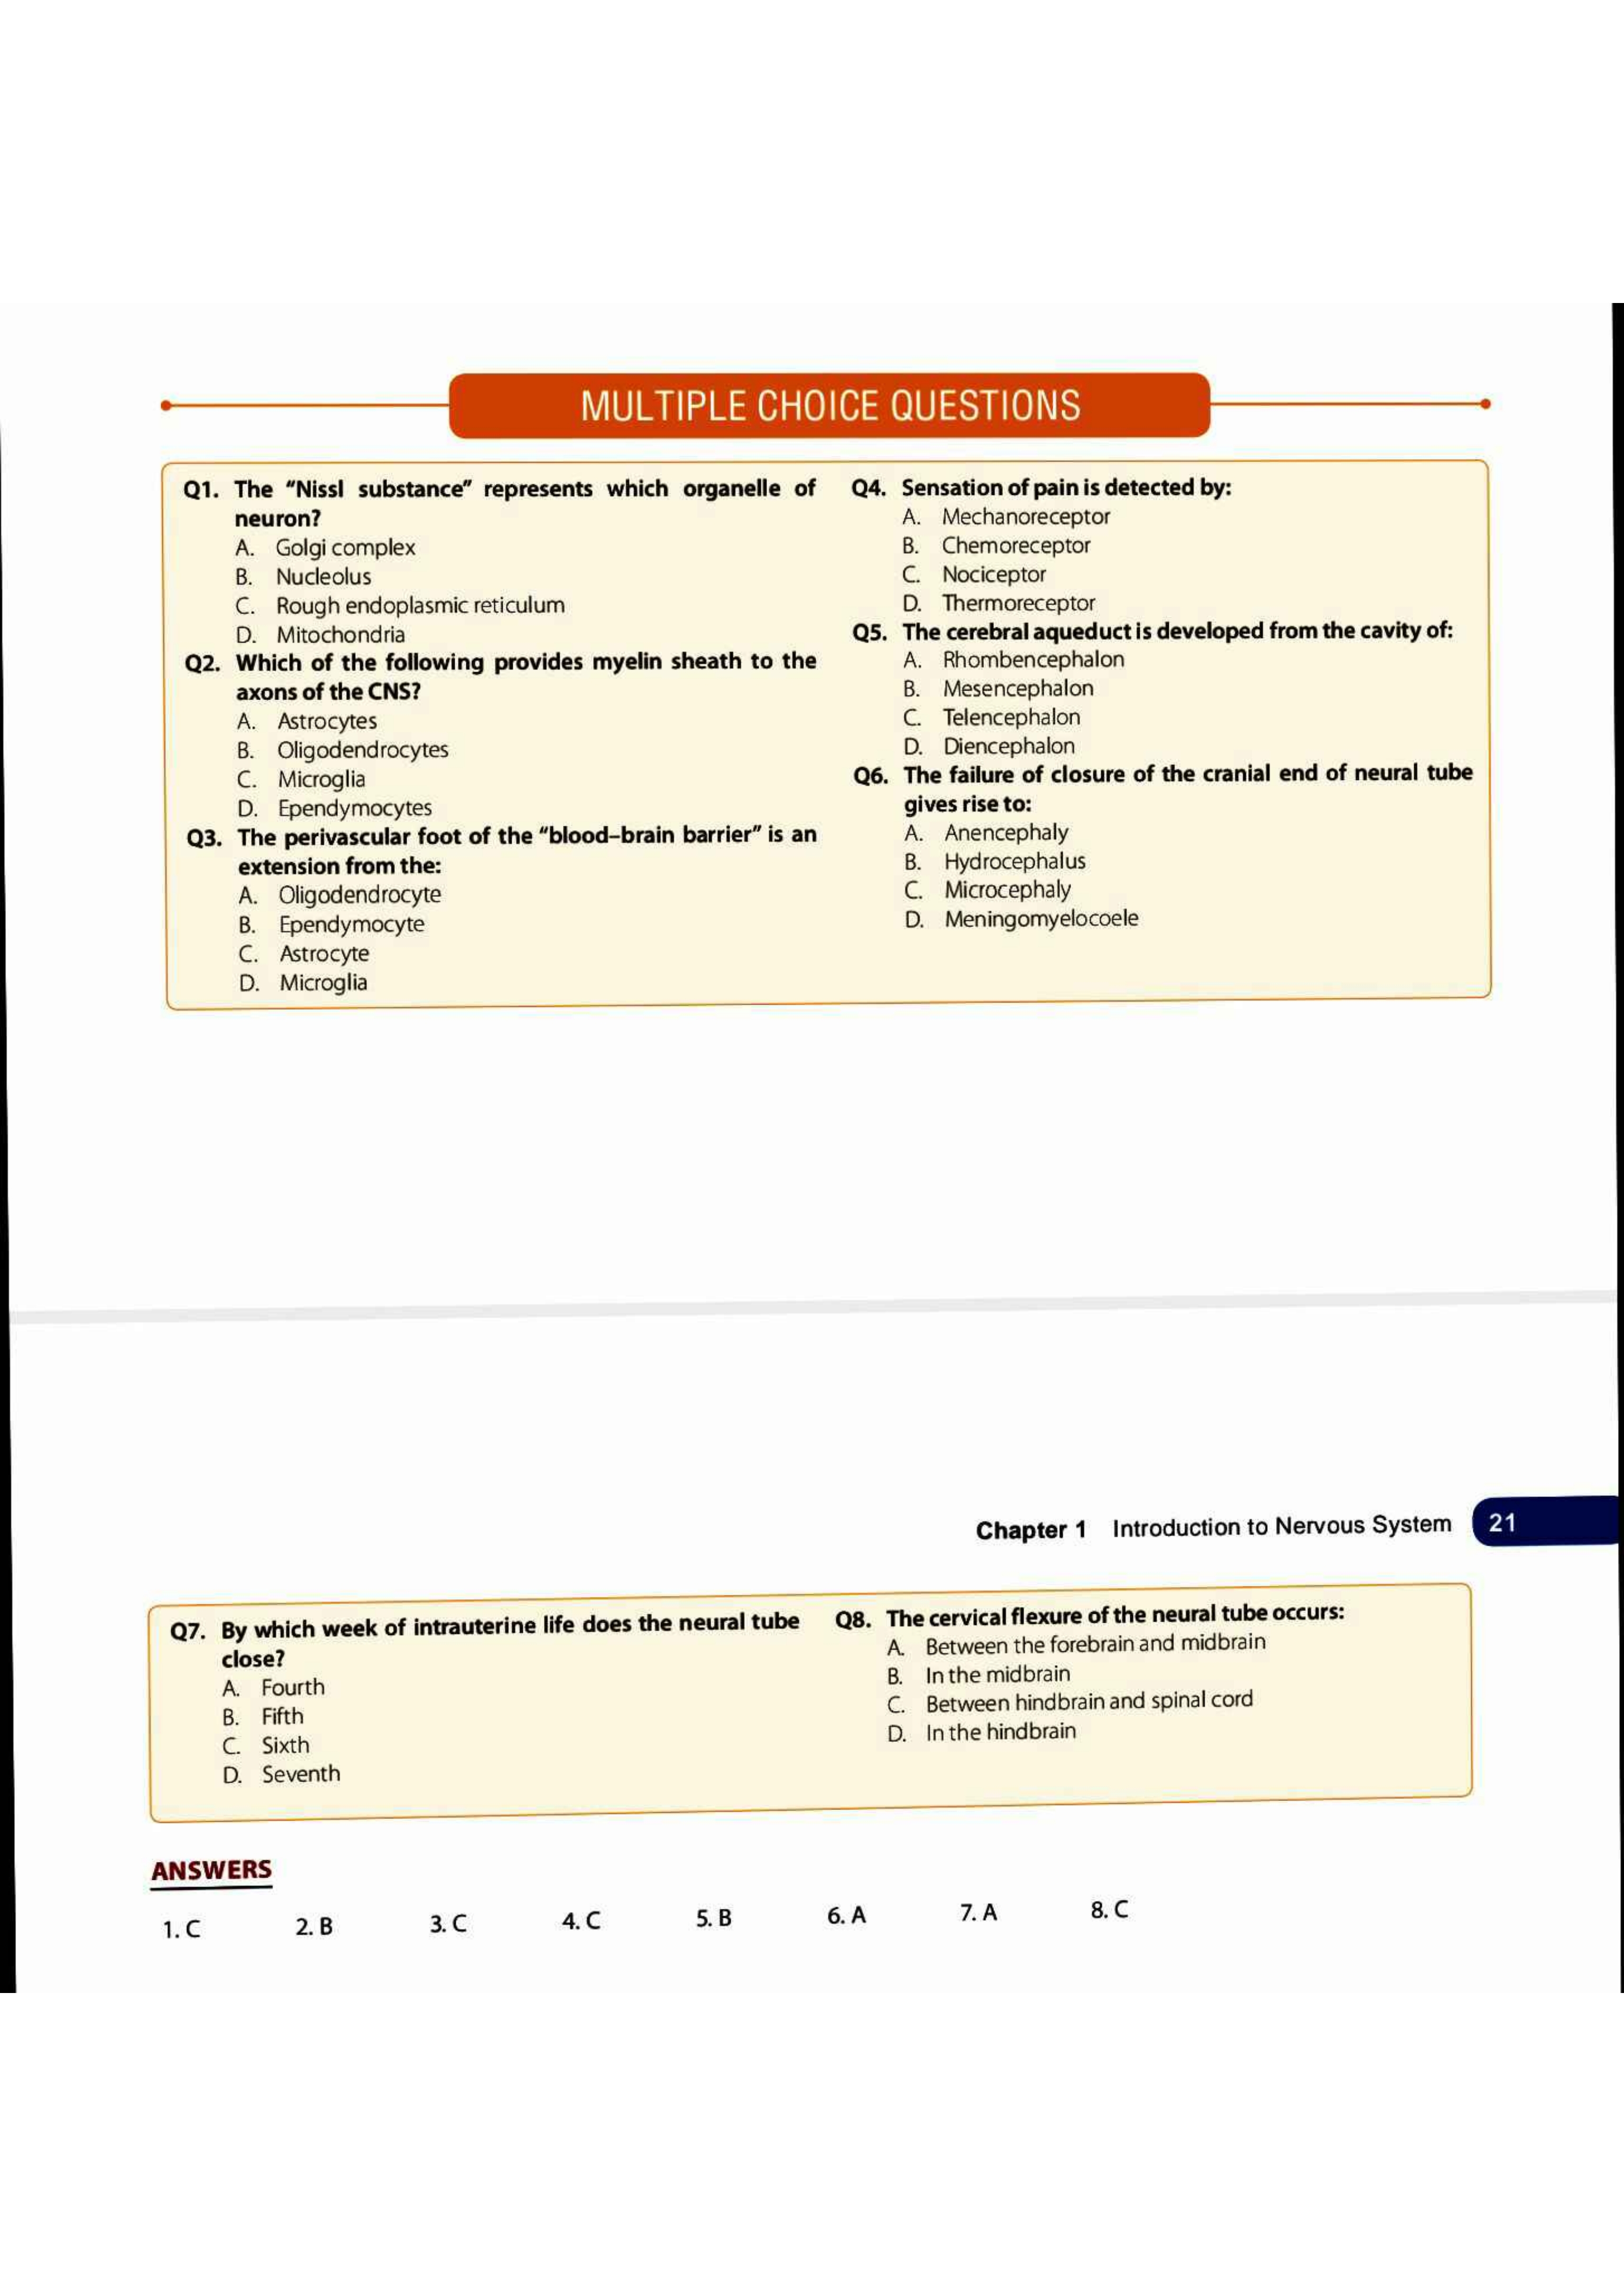 MULTIPLE CHOICE QUESTIONS
Q1. The “Nissl substance” represents which organelle of
neuron?
A. Golgi complex
B. Nucleolus
C. Rough endoplasmic reticulum
D. Mitochondria
Q2. Which of the following provides myelin sheath to the
axons of the CNS?
A. Astrocytes
B. Oligodendrocytes
C. Microglia
D. Ependymocytes
Q3. The perivascular foot of the “blood–brain barrier” is an
extension from the:
A. Oligodendrocyte
B. Ependymocyte
C. Astrocyte
D. Microglia
Q4. Sensation of pain is detected by:
A. Mechanoreceptor
B. Chemoreceptor
C. Nociceptor
D. Thermoreceptor
Q5. The cerebral aqueduct is developed from the cavity of:
A. Rhombencephalon
B. Mesencephalon
C. Telencephalon
D. Diencephalon
Q6. The failure of closure of the cranial end of neural tube
gives rise to:
A. Anencephaly
B. Hydrocephalus
C. Microcephaly
D. Meningomyelocoele
Chapter 1 Introduction to Nervous System 21
Q7. By which week of intrauterine life does the neural tube
close?
A. Fourth
B. Fifth
C. Sixth
D. Seventh
Q8. The cervical flexure of the neural tube occurs:
A. Between the forebrain and midbrain
B. In the midbrain
C. Between hindbrain and spinal cord
D. In the hindbrain
ANSWERS
1. C 2. B 3. C 4. C 5. B 6. A 7. A 8. C